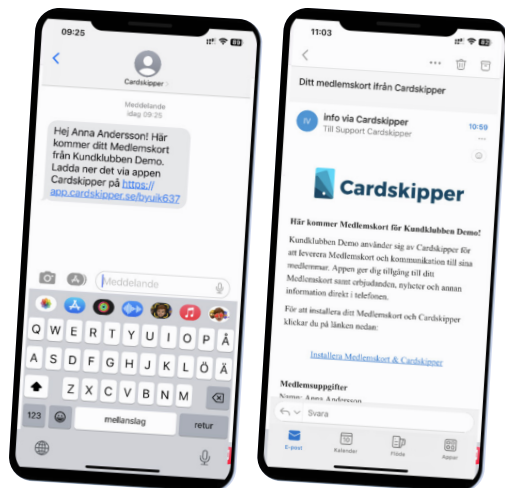 09:25
Cardskipper
Meddelande
idag 09:25
Hej Anna Andersson! Här
kommer ditt Medlemskort
från Kundklubben Demo.
Ladda ner det via appen
Cardskipper på https://
app.cardskipper.se/byuik637
Meddelande
Q W E R T Y U I O P Å
A S D F G H J K L Ö Ä
Z X C V B N M
123 mellanslag retur
11:03
Ditt medlemskort ifrån Cardskipper
IV info via Cardskipper 10:59
Till Support Cardskipper
Cardskipper
Här kommer Medlemskort för Kundklubben Demo!
Kundklubben Demo använder sig av Cardskipper för
att leverera Medlemskort och kommunikation till sina
medlemmar. Appen ger dig tillgång till ditt
Medlemskort samt erbjudanden, nyheter och annan
information direkt i telefonen.
För att installera ditt Medlemskort och Cardskipper
klickar du på länken nedan:
Installera Medlemskort & Cardskipper
Medlemsuppgifter
Namn: Anna Andersson
Svara
E-post Kalender Flöde Appar